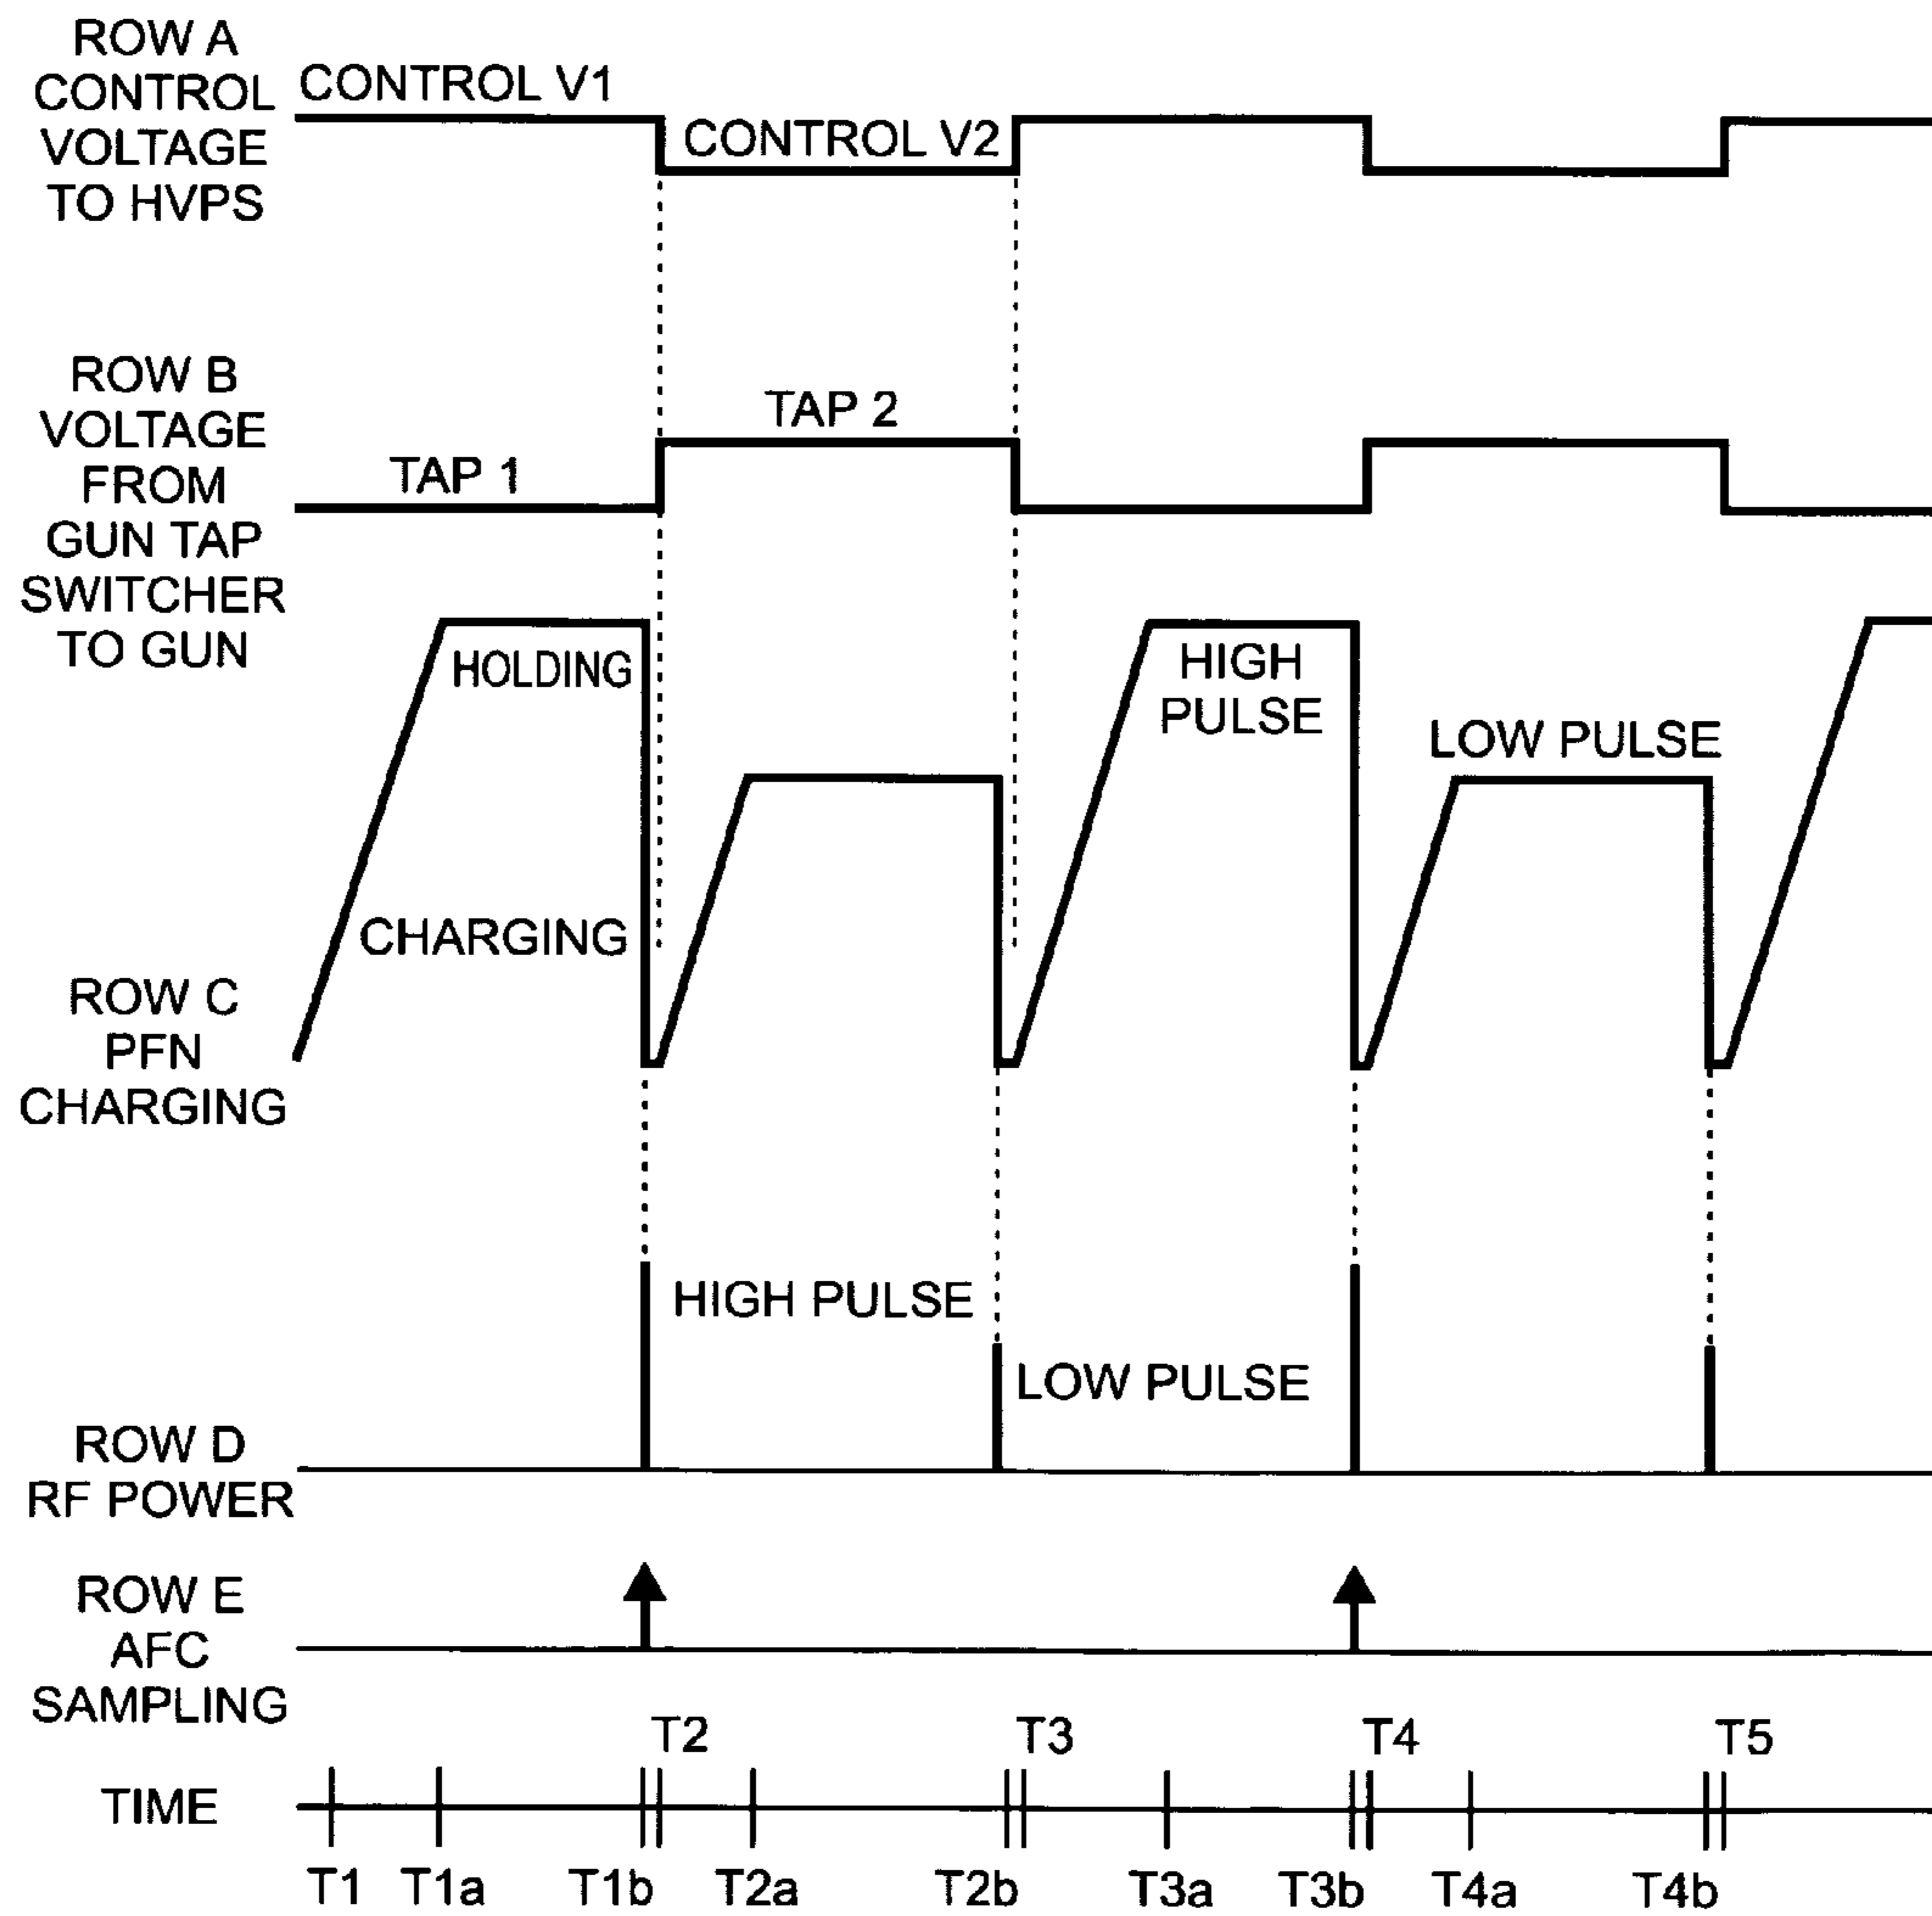 ROW A
CONTROL
VOLTAGE
TO HVPS
CONTROL V1
CONTROL V2
ROW B
VOLTAGE
FROM
GUN TAP
SWITCHER
TO GUN
TAP 1
TAP 2
HOLDING
CHARGING
HIGH
PULSE
LOW PULSE
ROW C
PFN
CHARGING
HIGH PULSE
LOW PULSE
ROW D
RF POWER
ROW E
AFC
SAMPLING
T2
T3
T4
T5
TIME
T1
T1a
T1b
T2a
T2b
T3a
T3b
T4a
T4b